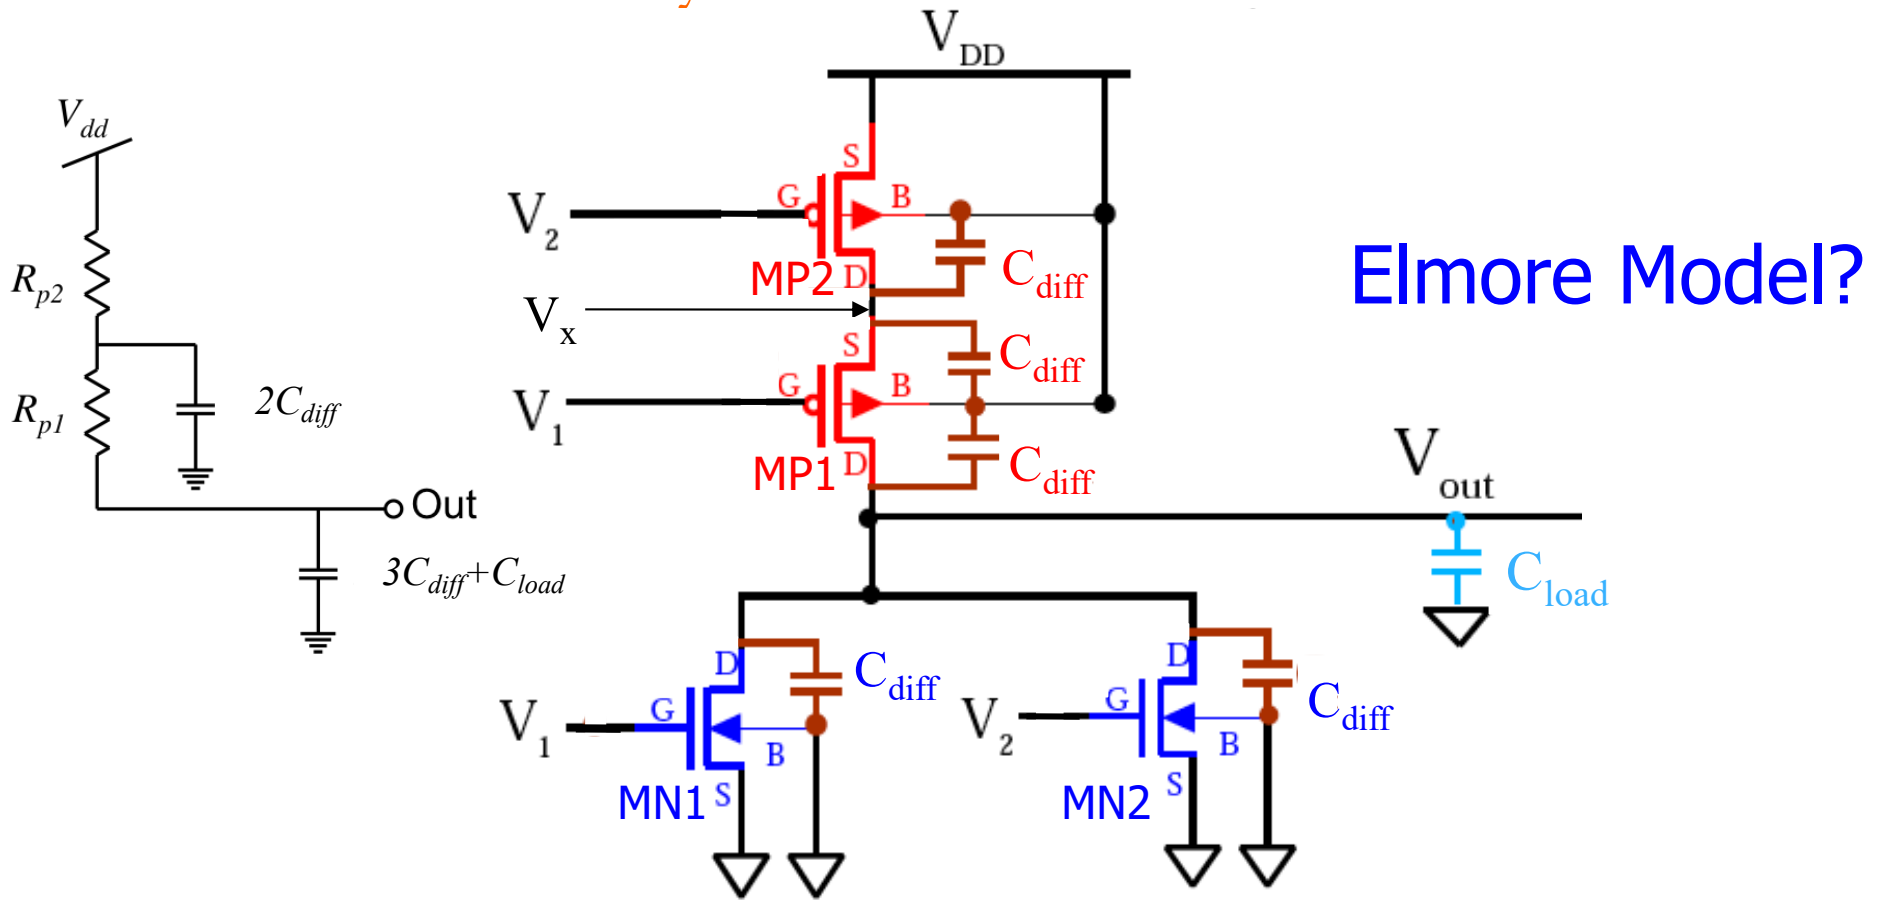 V_dd
R_p2
R_p1
2C_diff
Out
3C_diff+C_load
V_DD
V_2
G
S
B
D
MP2
C_diff
V_x
C_diff
V_1
G
S
B
D
MP1
C_diff
Elmore Model?
V_out
C_load
V_1
G
D
B
S
MN1
C_diff
V_2
G
D
B
S
MN2
C_diff